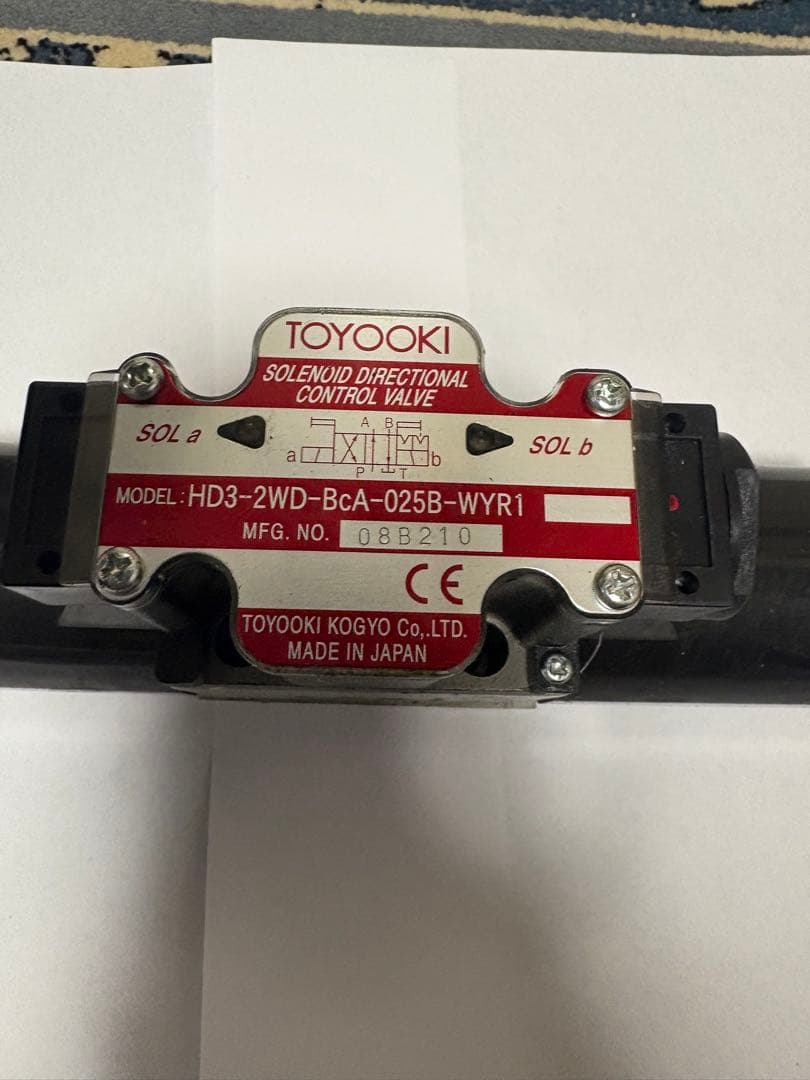 TOYOOKI
SOLENOID DIRECTIONAL
CONTROL VALVE
SOL a
A B
a
b
P T
SOL b
MODEL: HD3-2WD-BcA-025B-WYR1
MFG. NO. 08B210
CE
TOYOOKI KOGYO Co,.LTD.
MADE IN JAPAN